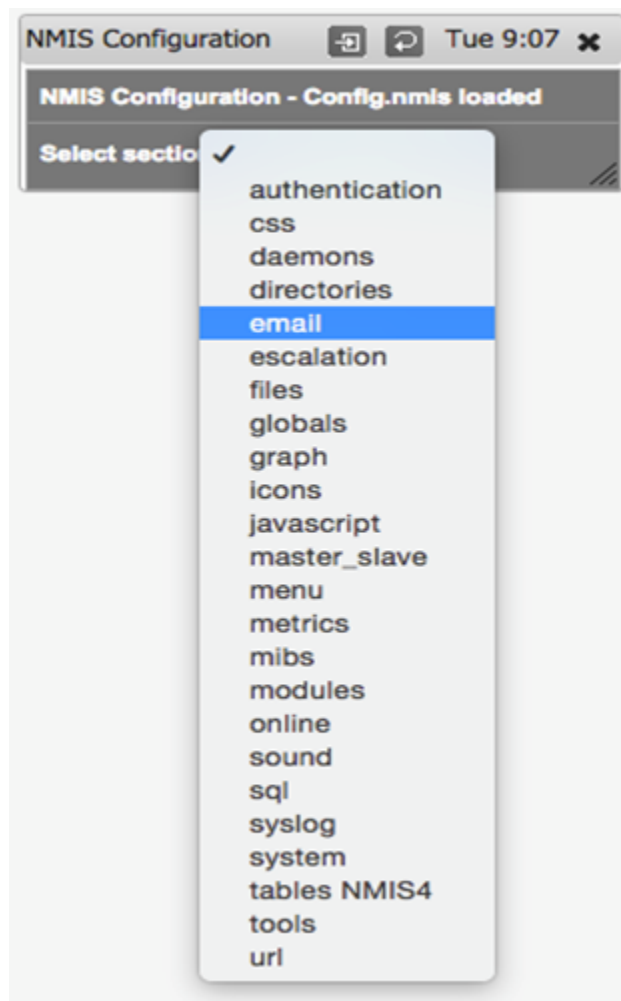 NMIS Configuration Tue 9:07
NMIS Configuration - Config.nmis loaded
Select sectio
authentication
css
daemons
directories
email
escalation
files
globals
graph
icons
javascript
master_slave
menu
metrics
mibs
modules
online
sound
sql
syslog
system
tables NMIS4
tools
url